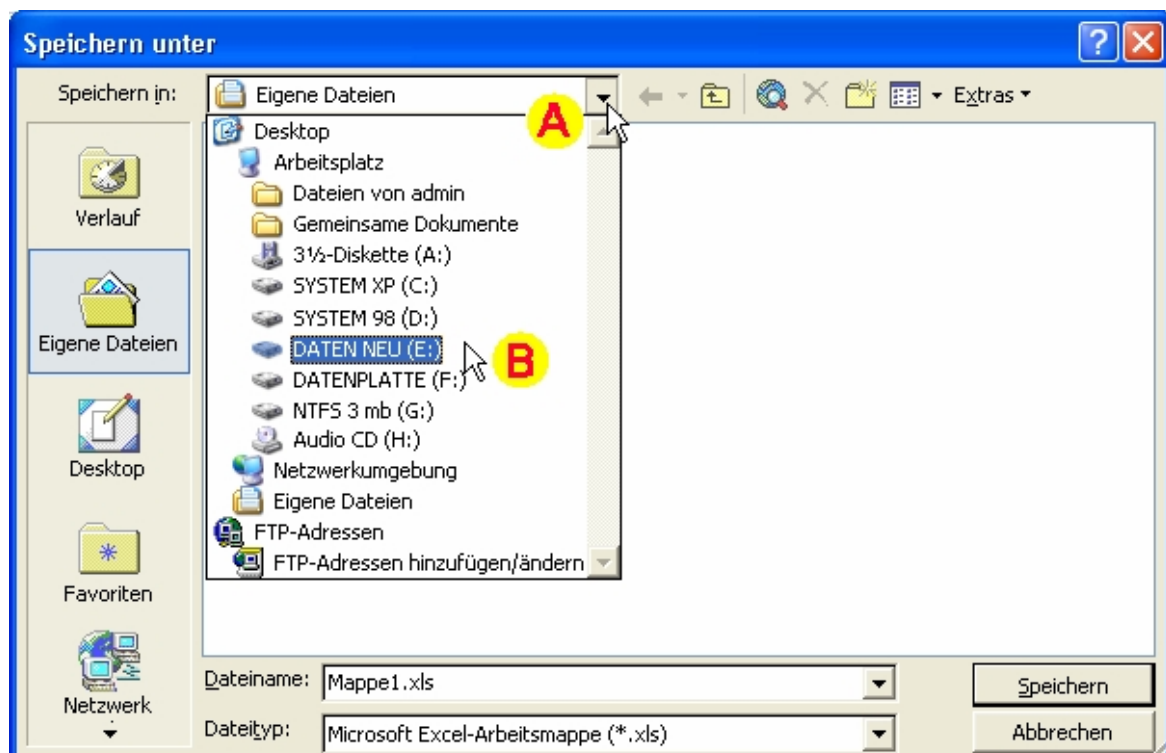 Speichern unter
Speichern in:
Eigene Dateien
Extras
A
Desktop
Arbeitsplatz
Dateien von admin
Gemeinsame Dokumente
3½-Diskette (A:)
SYSTEM XP (C:)
SYSTEM 98 (D:)
DATEN NEU (E:)
B
DATENPLATTE (F:)
NTFS 3 mb (G:)
Audio CD (H:)
Netzwerkumgebung
Eigene Dateien
FTP-Adressen
FTP-Adressen hinzufügen/ändern
Verlauf
Eigene Dateien
Desktop
Favoriten
Netzwerk
Dateiname:
Mappe1.xls
Speichern
Dateityp:
Microsoft Excel-Arbeitsmappe (*.xls)
Abbrechen